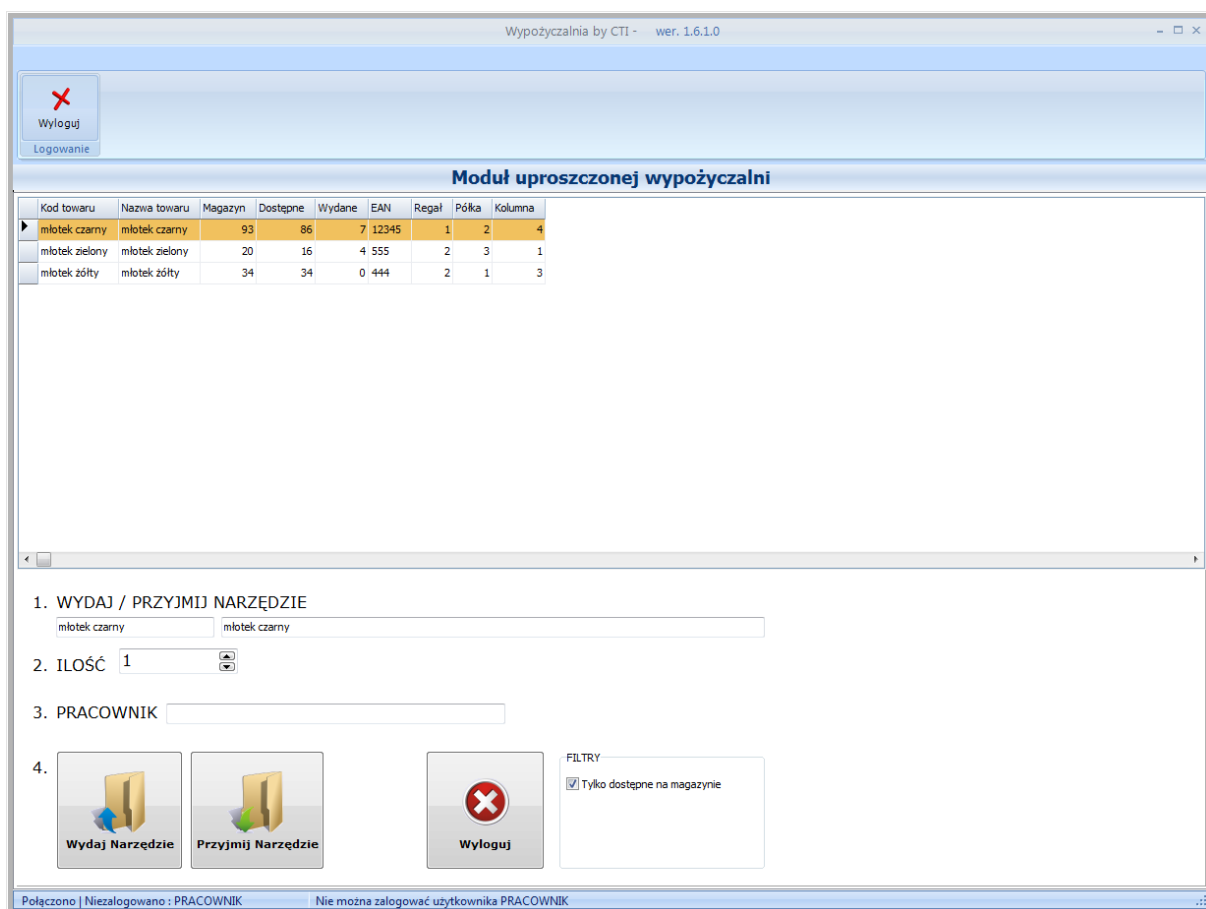 Wypożyczalnia by CTI - wer. 1.6.1.0
Wyloguj
Logowanie
Moduł uproszczonej wypożyczalni
Kod towaru Nazwa towaru Magazyn Dostępne Wydane EAN Regał Półka Kolumna
młotek czarny młotek czarny 93 86 7 12345 1 2 4
młotek zielony młotek zielony 20 16 4 555 2 3 1
młotek żółty młotek żółty 34 34 0 444 2 1 3
1. WYDAJ / PRZYJMIJ NARZĘDZIE
młotek czarny młotek czarny
2. ILOŚĆ 1
3. PRACOWNIK
4.
Wydaj Narzędzie Przyjmij Narzędzie Wyloguj
FILTRY
Tylko dostępne na magazynie
Połączono | Niezalogowano : PRACOWNIK Nie można zalogować użytkownika PRACOWNIK